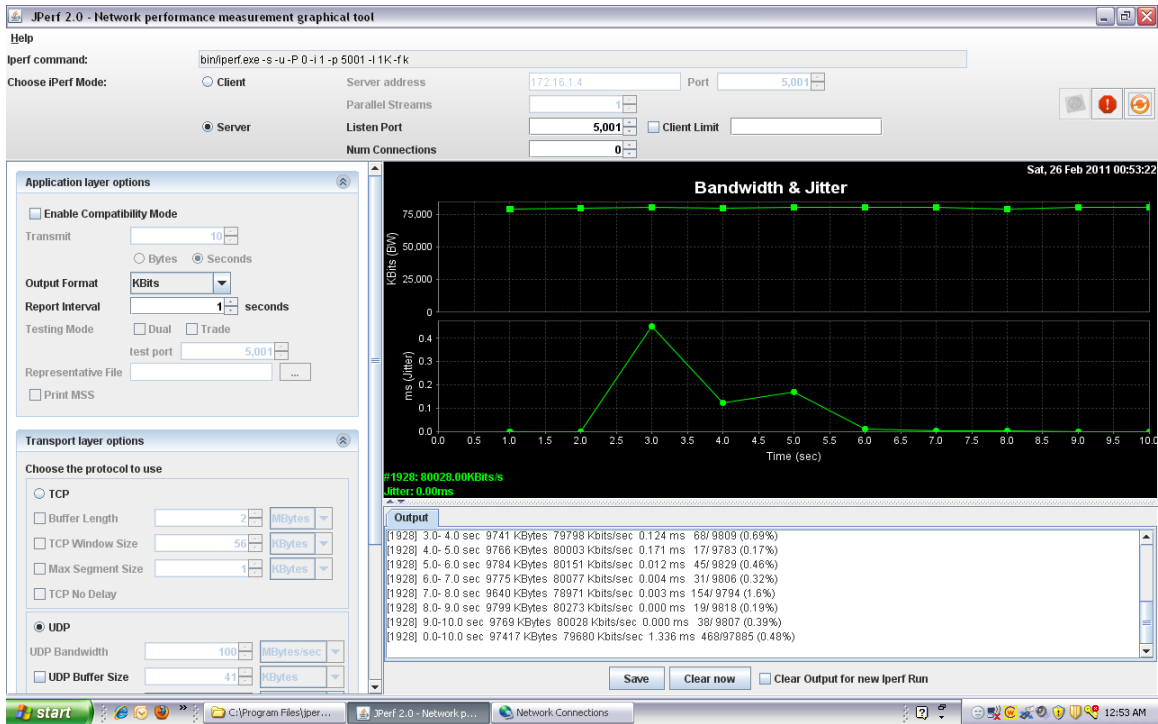 JPerf 2.0 - Network performance measurement graphical tool
Help
Iperf command: bin/iperf.exe -s -u -P 0 -i 1 -p 5001 -l 1K -f k
Choose iPerf Mode: Client Server address 172.16.1.4 Port 5,001
Parallel Streams 1
Server Listen Port 5,001 Client Limit
Num Connections 0
Application layer options
Enable Compatibility Mode
Transmit 10
Bytes Seconds
Output Format KBits
Report Interval 1 seconds
Testing Mode Dual Trade
test port 5,001
Representative File ...
Print MSS
Transport layer options
Choose the protocol to use
TCP
Buffer Length 2 MBytes
TCP Window Size 56 KBytes
Max Segment Size 1 KBytes
TCP No Delay
UDP
UDP Bandwidth 100 MBytes/sec
UDP Buffer Size 41 KBytes
Sat, 26 Feb 2011 00:53:22
Bandwidth & Jitter
KBits (BW)
75,000
50,000
25,000
0
ms (Jitter)
0.4
0.3
0.2
0.1
0.0
0.0 0.5 1.0 1.5 2.0 2.5 3.0 3.5 4.0 4.5 5.0 5.5 6.0 6.5 7.0 7.5 8.0 8.5 9.0 9.5 10.0
Time (sec)
#1928: 80028.00KBits/s
Jitter: 0.00ms
Output
[1928] 3.0- 4.0 sec 9741 KBytes 79798 Kbits/sec 0.124 ms 68/ 9809 (0.69%)
[1928] 4.0- 5.0 sec 9766 KBytes 80003 Kbits/sec 0.171 ms 17/ 9783 (0.17%)
[1928] 5.0- 6.0 sec 9784 KBytes 80151 Kbits/sec 0.012 ms 45/ 9829 (0.46%)
[1928] 6.0- 7.0 sec 9775 KBytes 80077 Kbits/sec 0.004 ms 31/ 9806 (0.32%)
[1928] 7.0- 8.0 sec 9640 KBytes 78971 Kbits/sec 0.003 ms 154/ 9794 (1.6%)
[1928] 8.0- 9.0 sec 9799 KBytes 80273 Kbits/sec 0.000 ms 19/ 9818 (0.19%)
[1928] 9.0-10.0 sec 9769 KBytes 80028 Kbits/sec 0.000 ms 38/ 9807 (0.39%)
[1928] 0.0-10.0 sec 97417 KBytes 79680 Kbits/sec 1.336 ms 468/97885 (0.48%)
Save Clear now Clear Output for new Iperf Run
start C:\Program Files\jper... JPerf 2.0 - Network p... Network Connections 12:53 AM